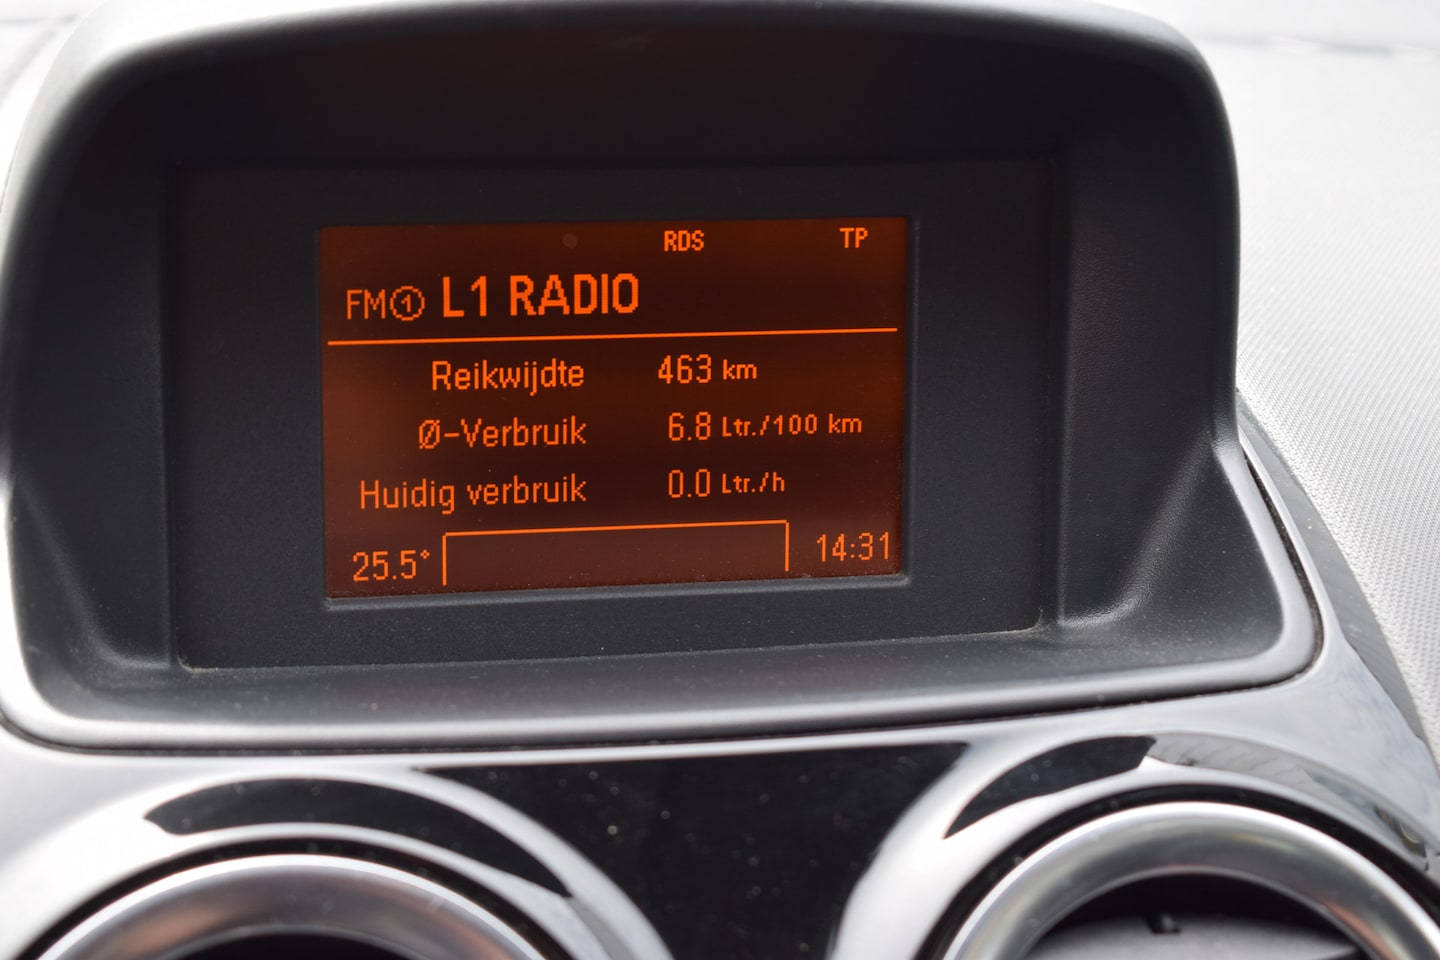 RDS TP
FM① L1 RADIO
Reikwijdte 463 km
Ø-Verbruik 6.8 Ltr./100 km
Huidig verbruik 0.0 Ltr./h
25.5° 14:31